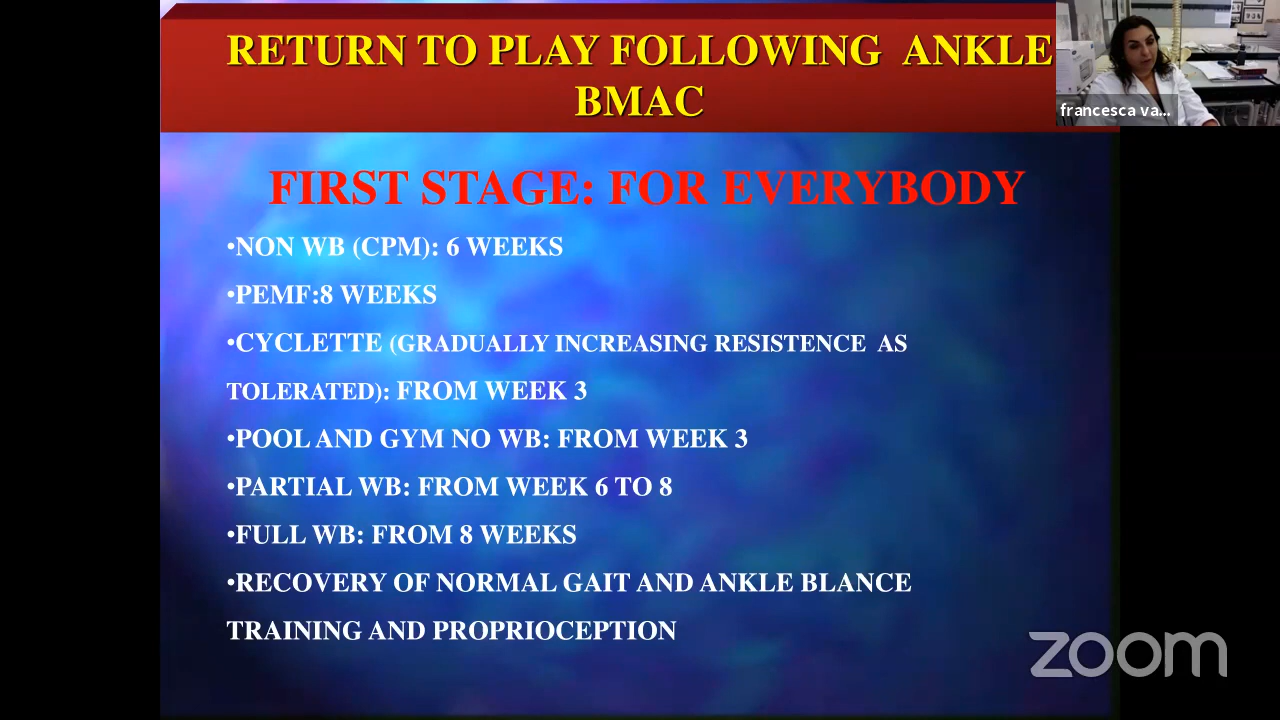 RETURN TO PLAY FOLLOWING ANKLE
BMAC
francesca va...
FIRST STAGE: FOR EVERYBODY
•NON WB (CPM): 6 WEEKS
•PEMF:8 WEEKS
•CYCLETTE (GRADUALLY INCREASING RESISTENCE AS
TOLERATED): FROM WEEK 3
•POOL AND GYM NO WB: FROM WEEK 3
•PARTIAL WB: FROM WEEK 6 TO 8
•FULL WB: FROM 8 WEEKS
•RECOVERY OF NORMAL GAIT AND ANKLE BLANCE
TRAINING AND PROPRIOCEPTION
zoom